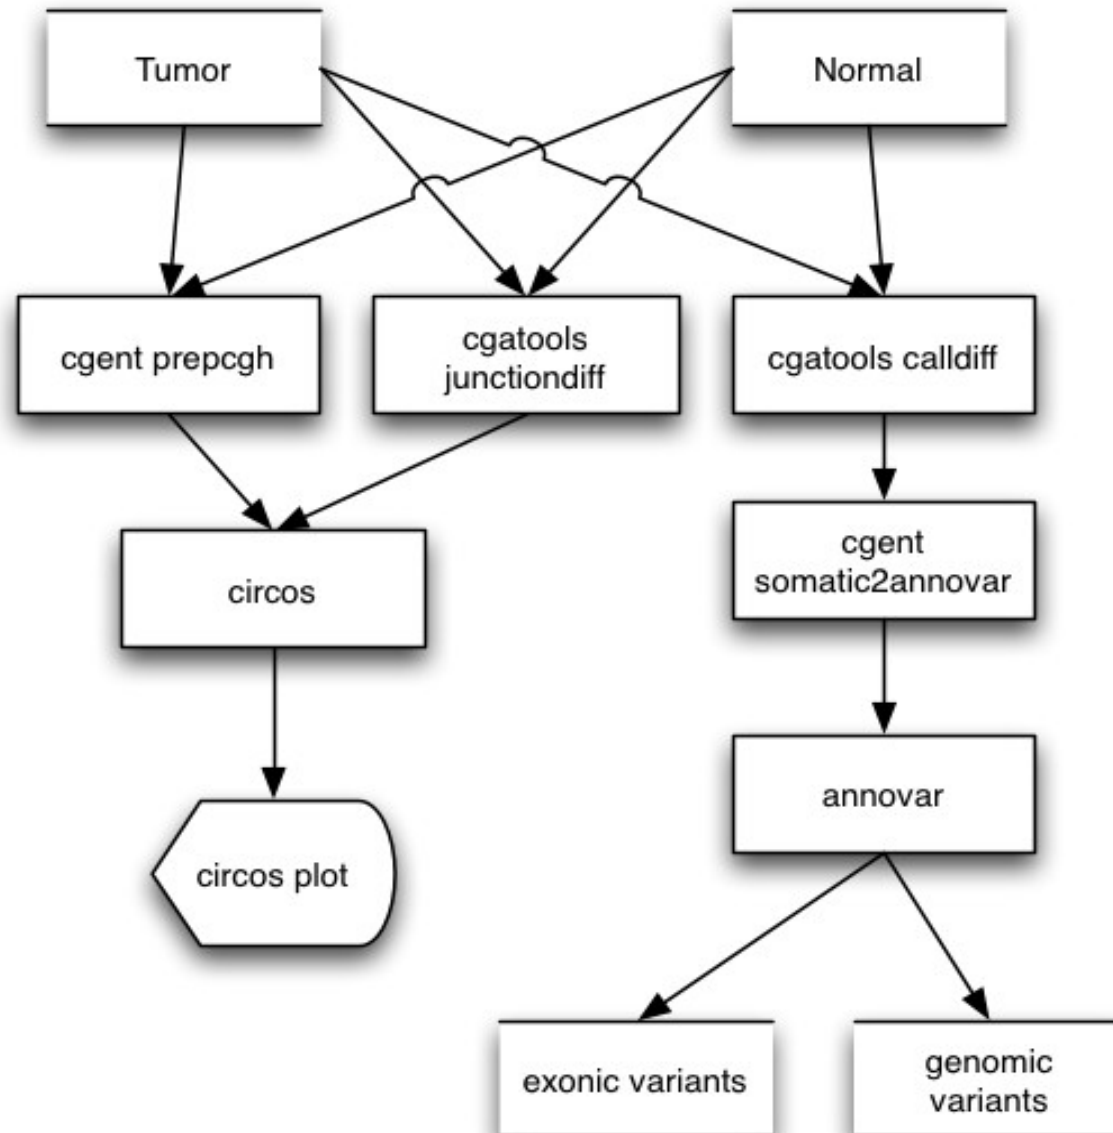 Tumor
Normal
cgent prepcgh
cgatools
junctiondiff
cgatools calldiff
cgent
somatic2annovar
circos
annovar
circos plot
exonic variants
genomic
variants